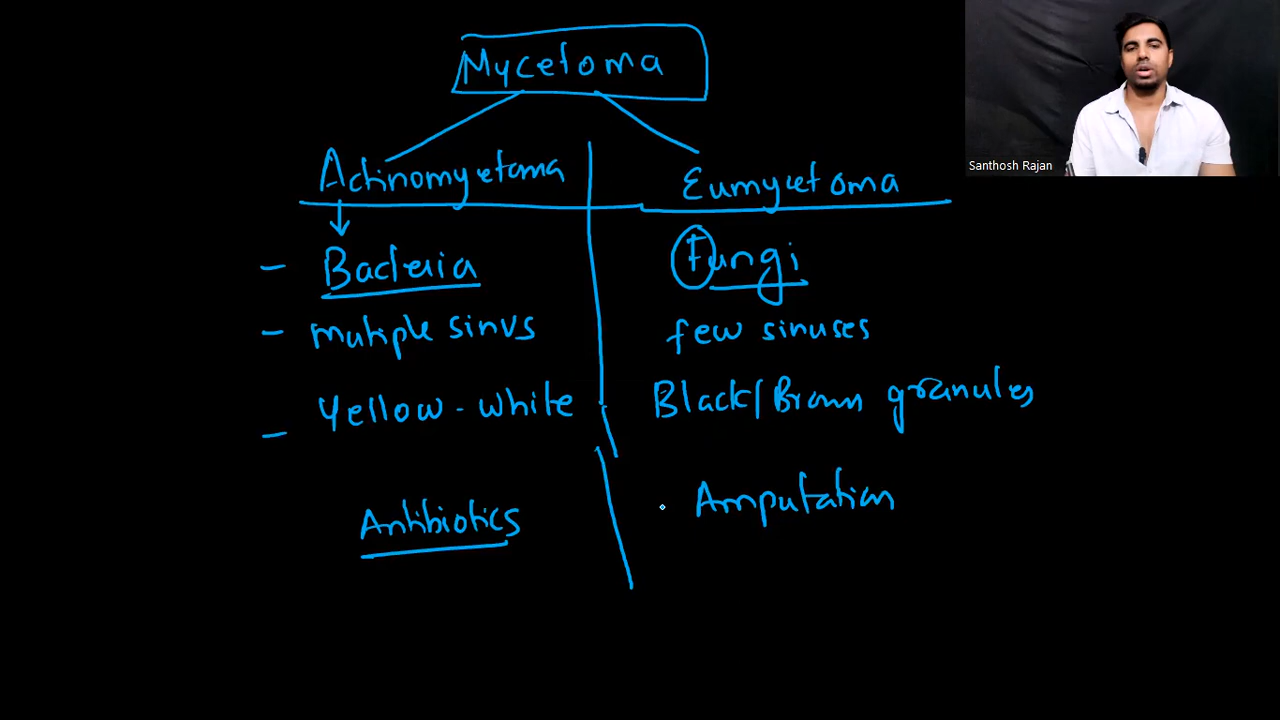 Mycetoma
Actinomycetoma
Eumycetoma
- Bacteria
Fungi
- Multiple sinus
few sinuses
- Yellow - white
Black/Brown granules
Antibiotics
Amputation
Santhosh Rajan